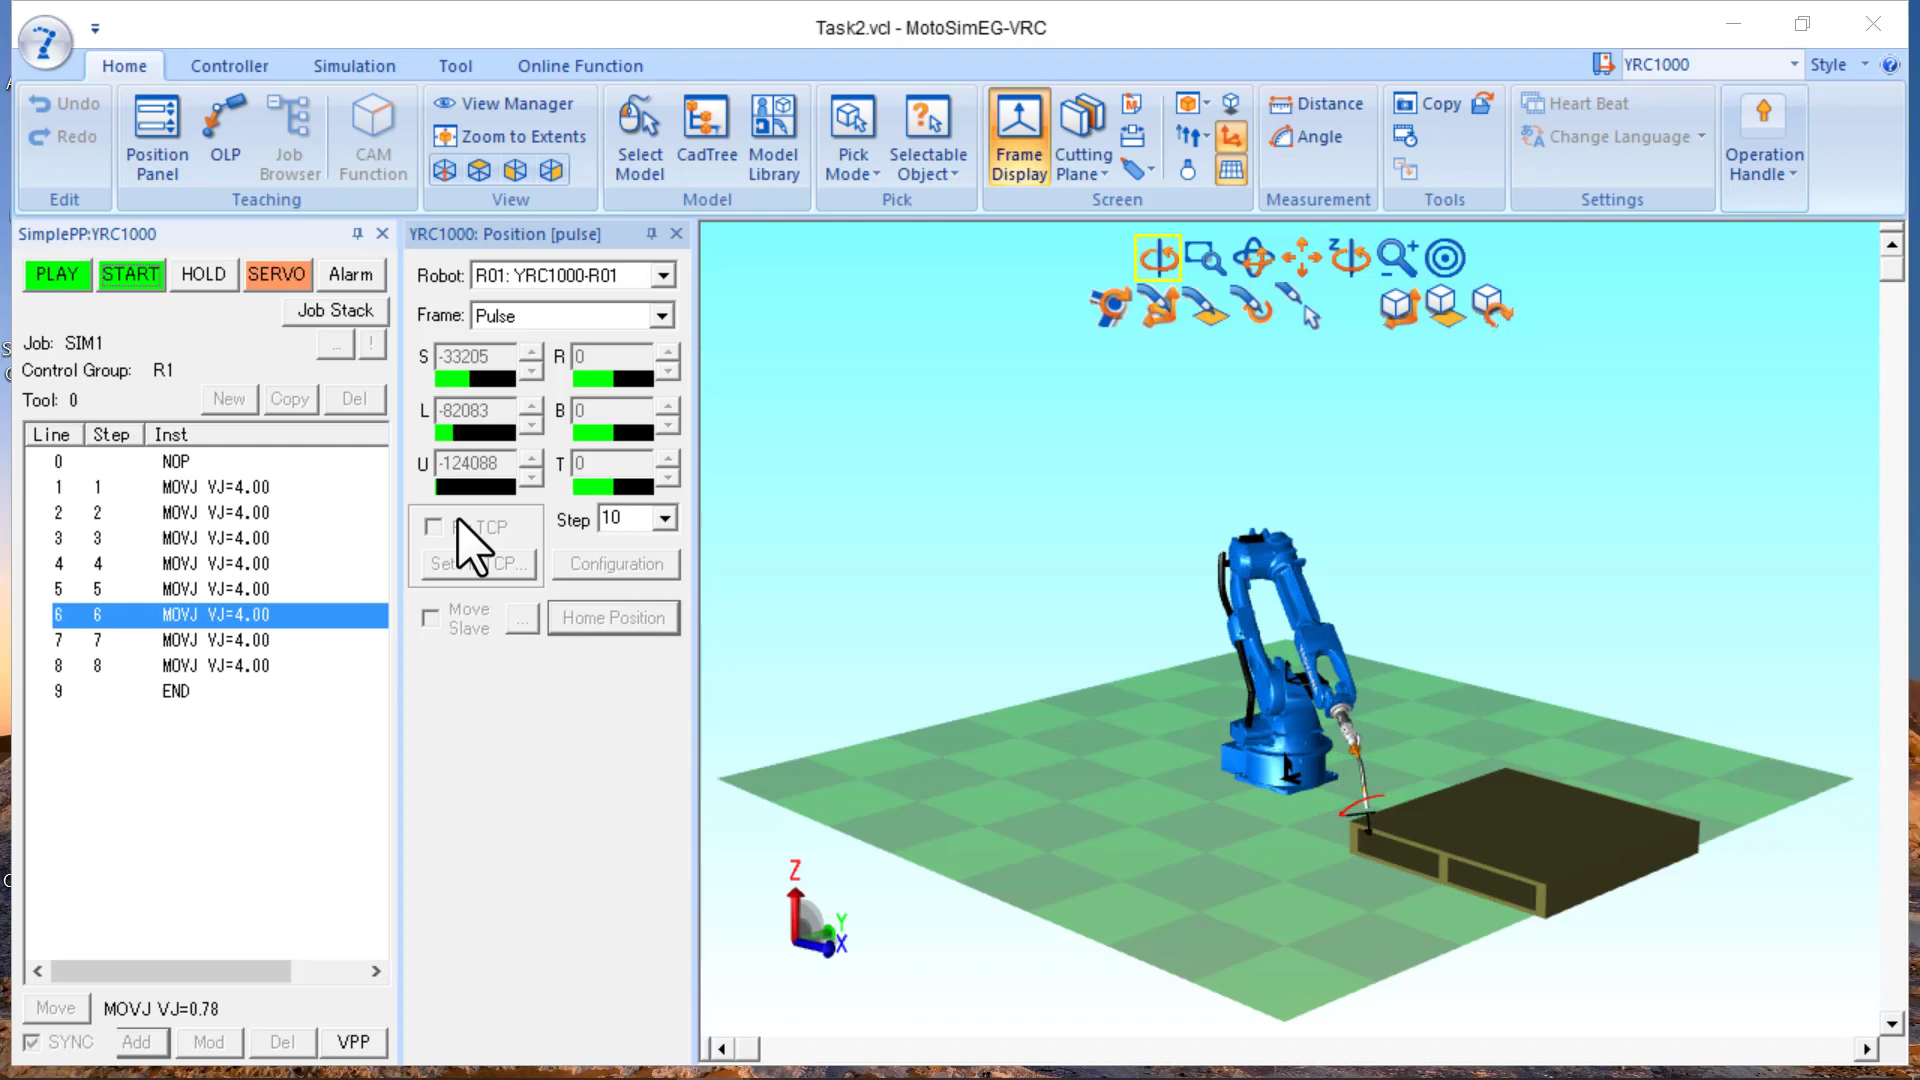 Task2.vcl - MotoSimEG-VRC
Home Controller Simulation Tool Online Function
YRC1000 Style
Undo
Redo
Edit
Position Panel
OLP
Job Browser
CAM Function
Teaching
View Manager
Zoom to Extents
View
Select Model
CadTree
Model Library
Model
Pick Mode
Selectable Object
Pick
Frame Display
Cutting Plane
Screen
Distance
Angle
Measurement
Copy
Tools
Heart Beat
Change Language
Settings
Operation Handle
SimplePP:YRC1000
PLAY START HOLD SERVO Alarm
Job Stack
Job: SIM1
... !
Control Group: R1
Tool: 0
New Copy Del
Line Step Inst
0 NOP
1 1 MOVJ VJ=4.00
2 2 MOVJ VJ=4.00
3 3 MOVJ VJ=4.00
4 4 MOVJ VJ=4.00
5 5 MOVJ VJ=4.00
6 6 MOVJ VJ=4.00
7 7 MOVJ VJ=4.00
8 8 MOVJ VJ=4.00
9 END
Move MOVJ VJ=0.78
SYNC Add Mod Del VPP
YRC1000: Position [pulse]
Robot: R01: YRC1000-R01
Frame: Pulse
S -33205 R 0
L -82083 B 0
U -124088 T 0
TCP
Step 10
Configuration
Move Slave
...
Home Position
Z
Y
X